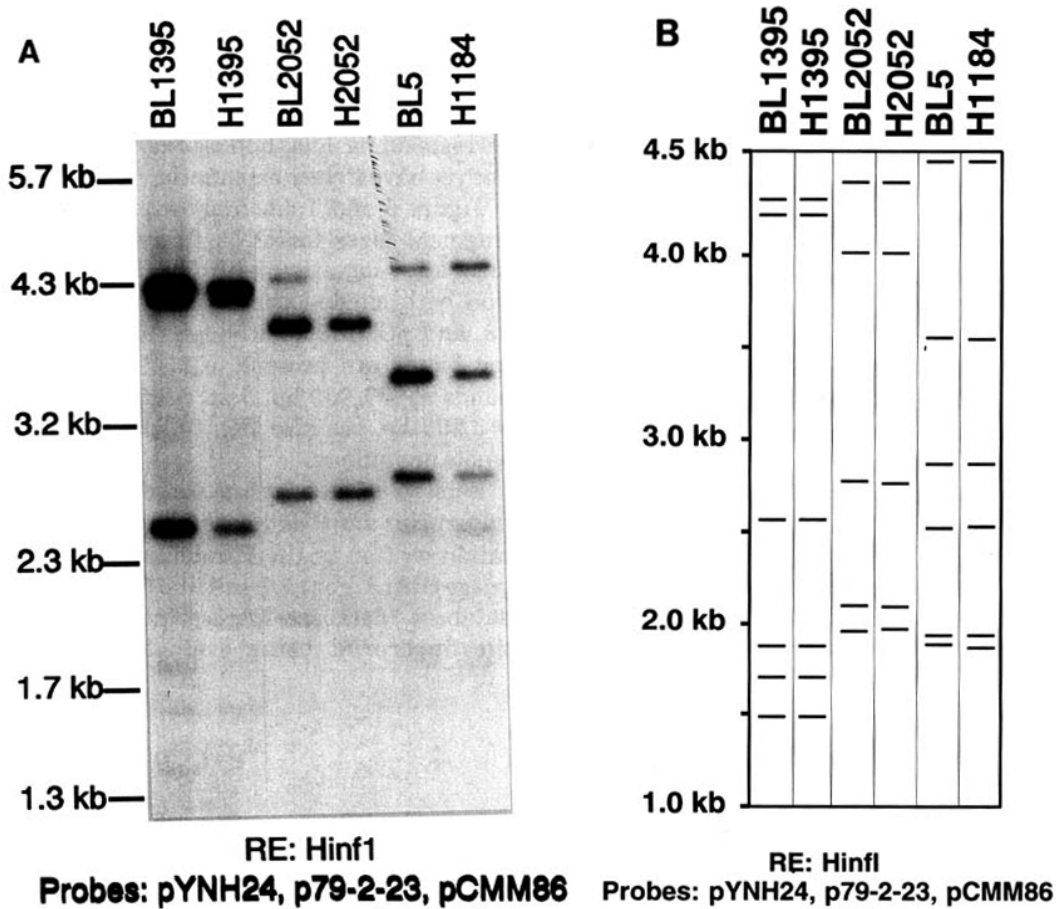 A
BL1395
H1395
BL2052
H2052
BL5
H1184
5.7 kb
4.3 kb
3.2 kb
2.3 kb
1.7 kb
1.3 kb
RE: Hinf1
Probes: pYNH24, p79-2-23, pCMM86
B
BL1395
H1395
BL2052
H2052
BL5
H1184
4.5 kb
4.0 kb
3.0 kb
2.0 kb
1.0 kb
RE: HinfI
Probes: pYNH24, p79-2-23, pCMM86